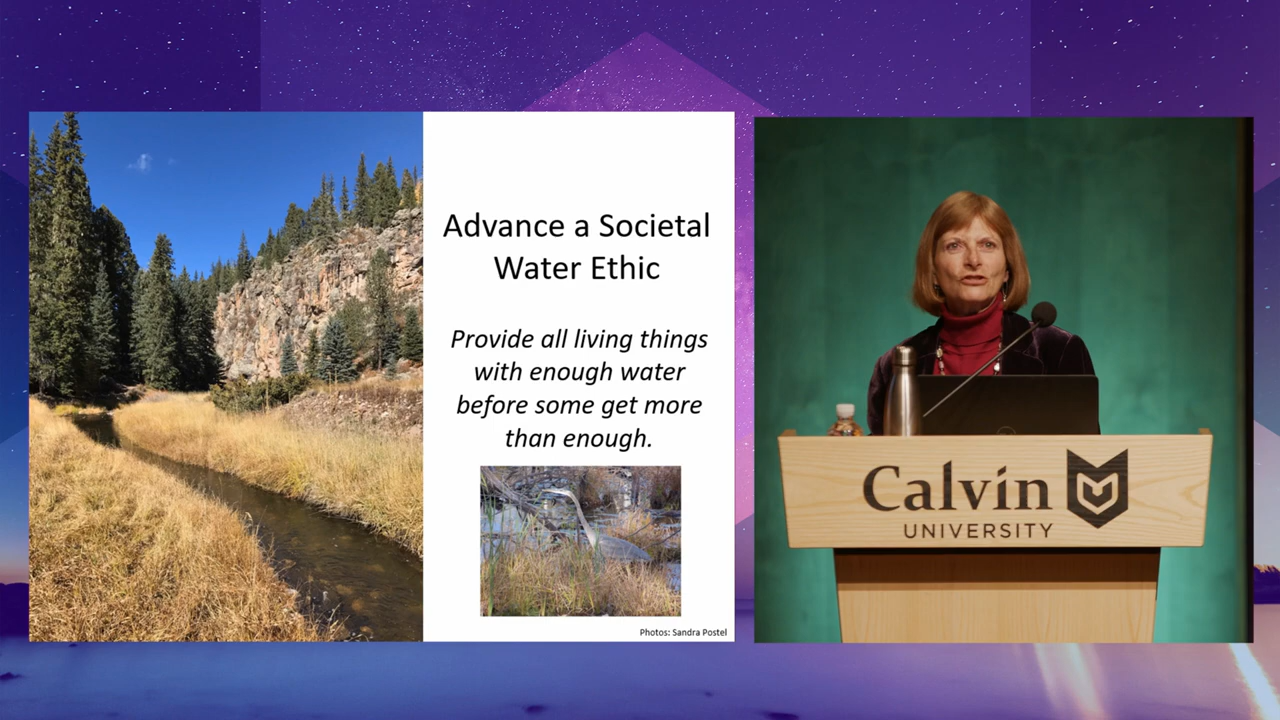 Advance a Societal
Water Ethic
Provide all living things
with enough water
before some get more
than enough.
Photos: Sandra Postel
Calvin
UNIVERSITY